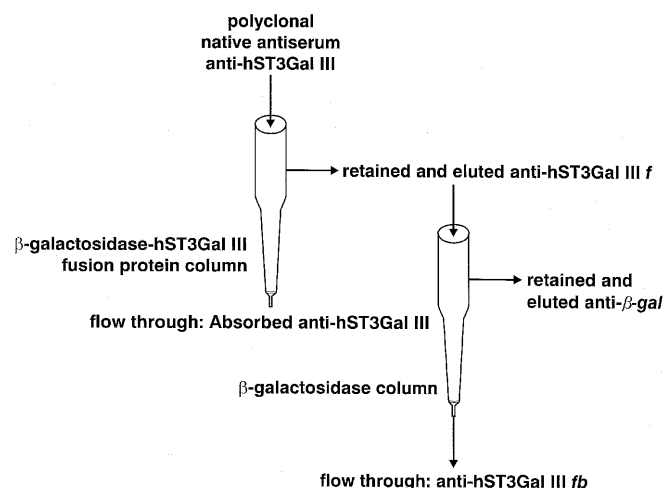 polyclonal
native antiserum
anti-hST3Gal III
retained and eluted anti-hST3Gal III f
β-galactosidase-hST3Gal III
fusion protein column
retained and
eluted anti-β-gal
flow through: Absorbed anti-hST3Gal III
β-galactosidase column
flow through: anti-hST3Gal III fb